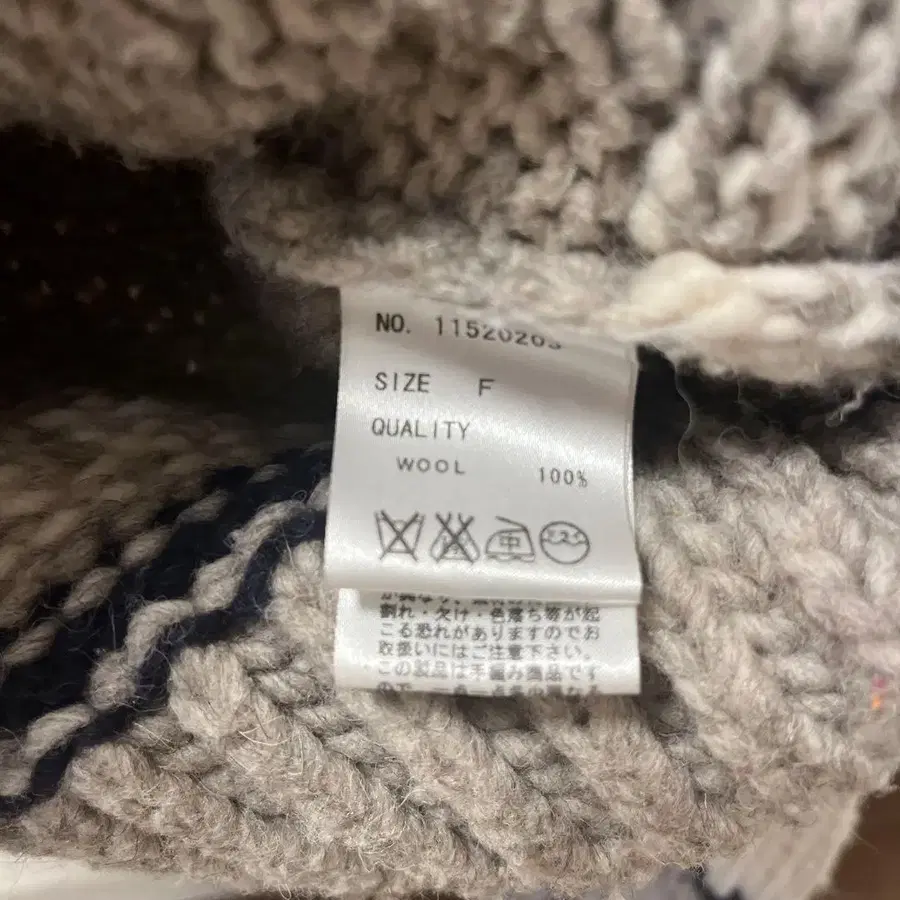 NO. 11520203
SIZE F
QUALITY
WOOL 100%
中
割れ・欠け・色落ち等が起
こる恐れがありますのでお
取扱いにはご注意下さい。
この製品は手編み商品です